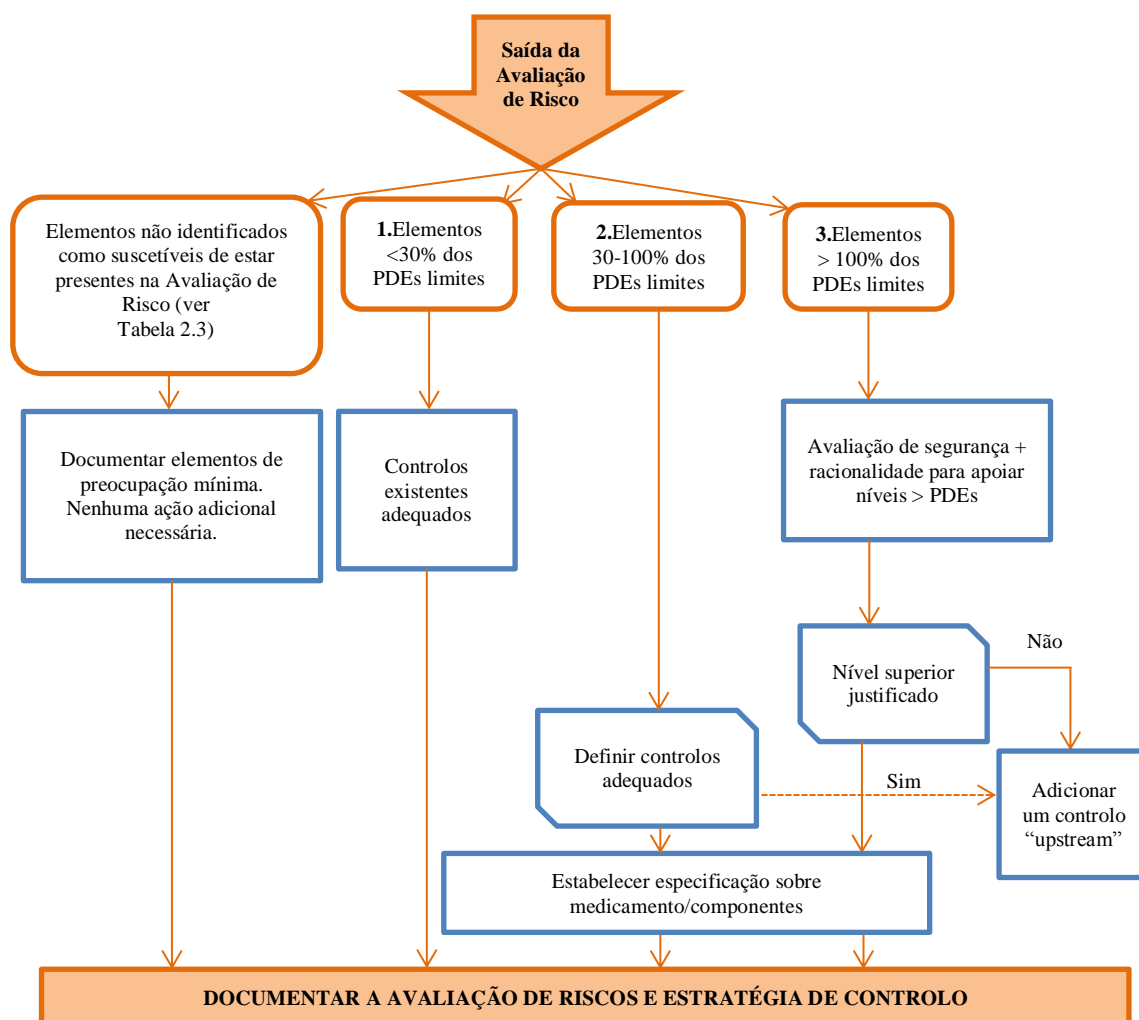 Saída da
Avaliação
de Risco
Elementos não identificados
como suscetíveis de estar
presentes na Avaliação de
Risco (ver
Tabela 2.3)
1.Elementos
<30% dos
PDEs limites
2.Elementos
30-100% dos
PDEs limites
3.Elementos
> 100% dos
PDEs limites
Documentar elementos de
preocupação mínima.
Nenhuma ação adicional
necessária.
Controlos
existentes
adequados
Avaliação de segurança +
racionalidade para apoiar
níveis > PDEs
Não
Nível superior
justificado
Definir controlos
adequados
Sim
Adicionar
um controlo
“upstream”
Estabelecer especificação sobre
medicamento/componentes
DOCUMENTAR A AVALIAÇÃO DE RISCOS E ESTRATÉGIA DE CONTROLO